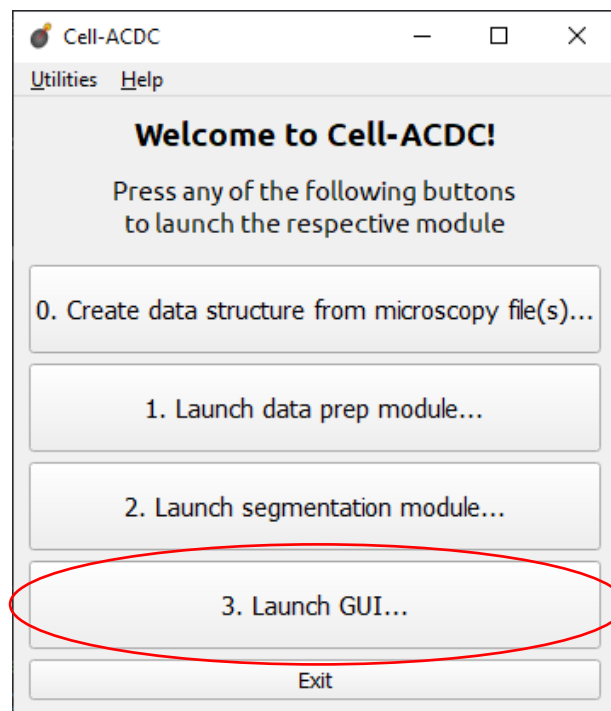 Cell-ACDC
Utilities Help
Welcome to Cell-ACDC!
Press any of the following buttons
to launch the respective module
0. Create data structure from microscopy file(s)...
1. Launch data prep module...
2. Launch segmentation module...
3. Launch GUI...
Exit